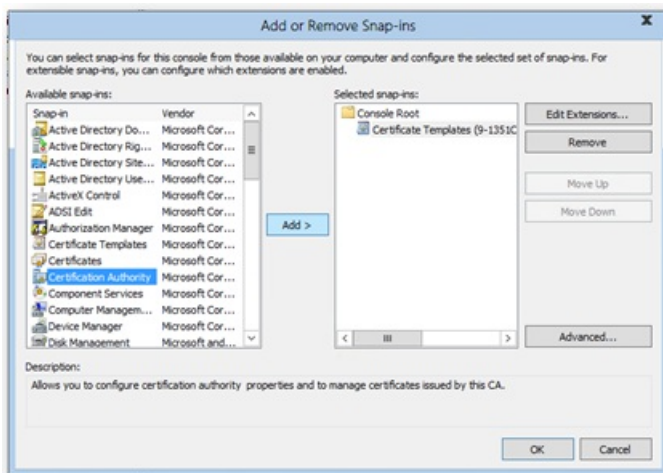 Add or Remove Snap-ins
X
You can select snap-ins for this console from those available on your computer and configure the selected set of snap-ins. For
extensible snap-ins, you can configure which extensions are enabled.
Available snap-ins:
Selected snap-ins:
Snap-in Vendor
Active Directory Do... Microsoft Cor...
Active Directory Rig... Microsoft Cor...
Active Directory Site... Microsoft Cor...
Active Directory Use... Microsoft Cor...
ActiveX Control Microsoft Cor...
ADSI Edit Microsoft Cor...
Authorization Manager Microsoft Cor...
Certificate Templates Microsoft Cor...
Certificates Microsoft Cor...
Certification Authority Microsoft Cor...
Component Services Microsoft Cor...
Computer Managem... Microsoft Cor...
Device Manager Microsoft Cor...
Disk Management Microsoft and...
Add >
Console Root
Certificate Templates (9-1351C
Edit Extensions...
Remove
Move Up
Move Down
Advanced...
Description:
Allows you to configure certification authority properties and to manage certificates issued by this CA.
OK
Cancel